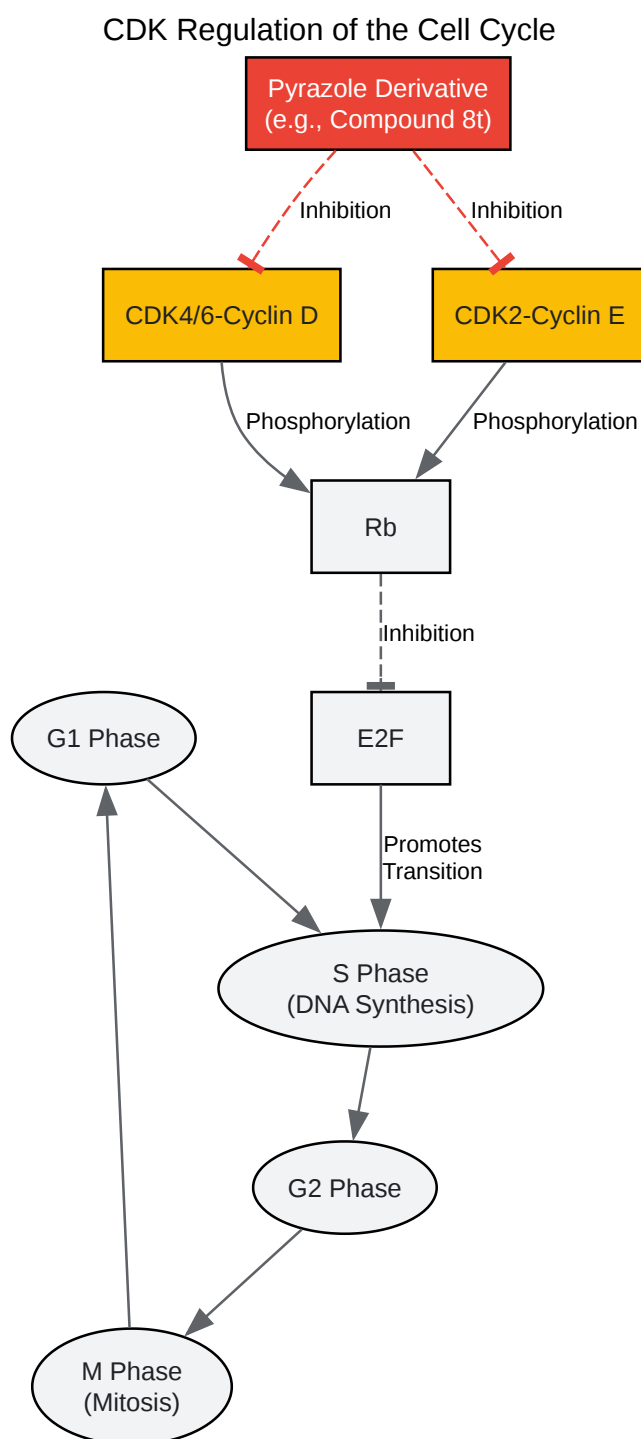 CDK Regulation of the Cell Cycle
Pyrazole Derivative
(e.g., Compound 8t)
Inhibition
Inhibition
CDK4/6-Cyclin D
CDK2-Cyclin E
Phosphorylation
Phosphorylation
Rb
Inhibition
G1 Phase
E2F
Promotes
Transition
S Phase
(DNA Synthesis)
G2 Phase
M Phase
(Mitosis)